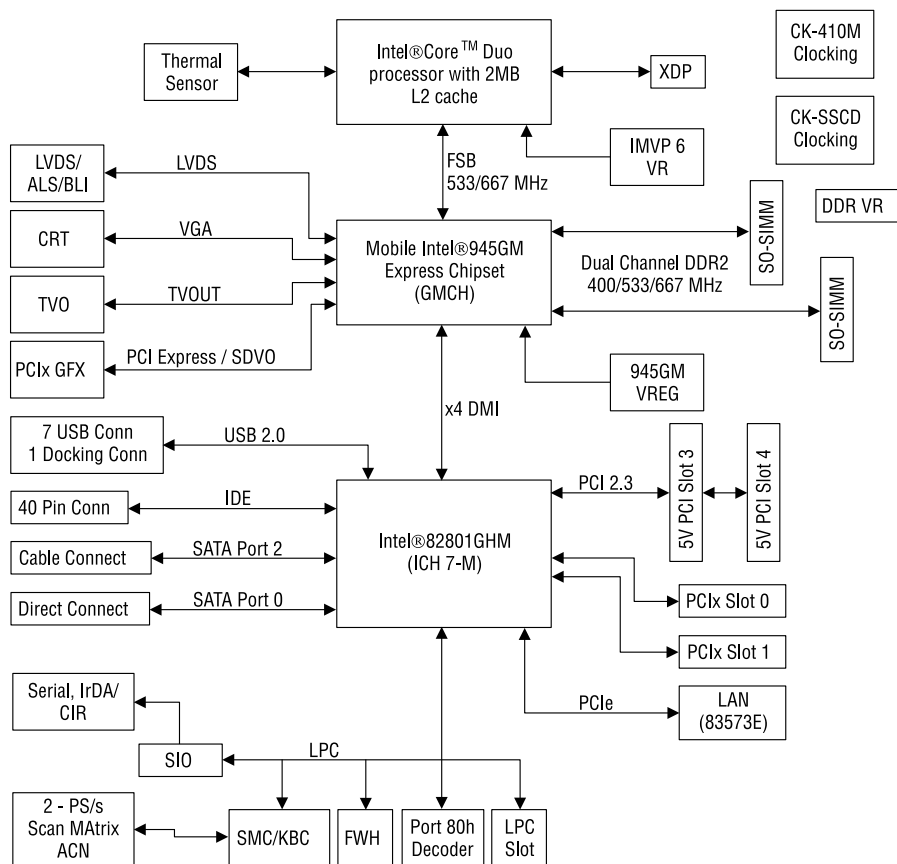 Thermal
Sensor
Intel®Core™ Duo
processor with 2MB
L2 cache
XDP
CK-410M
Clocking
CK-SSCD
Clocking
FSB
533/667 MHz
IMVP 6
VR
LVDS/
ALS/BLI
LVDS
CRT
VGA
TVO
TVOUT
PCIx GFX
PCI Express / SDVO
Mobile Intel®945GM
Express Chipset
(GMCH)
Dual Channel DDR2
400/533/667 MHz
SO-SIMM
DDR VR
SO-SIMM
945GM
VREG
x4 DMI
7 USB Conn
1 Docking Conn
USB 2.0
40 Pin Conn
IDE
Cable Connect
SATA Port 2
Direct Connect
SATA Port 0
Intel®82801GHM
(ICH 7-M)
PCI 2.3
5V PCI Slot 3
5V PCI Slot 4
PCIx Slot 0
PCIx Slot 1
PCIe
LAN
(83573E)
Serial, IrDA/
CIR
SIO
LPC
2 - PS/s
Scan MAtrix
ACN
SMC/KBC
FWH
Port 80h
Decoder
LPC
Slot